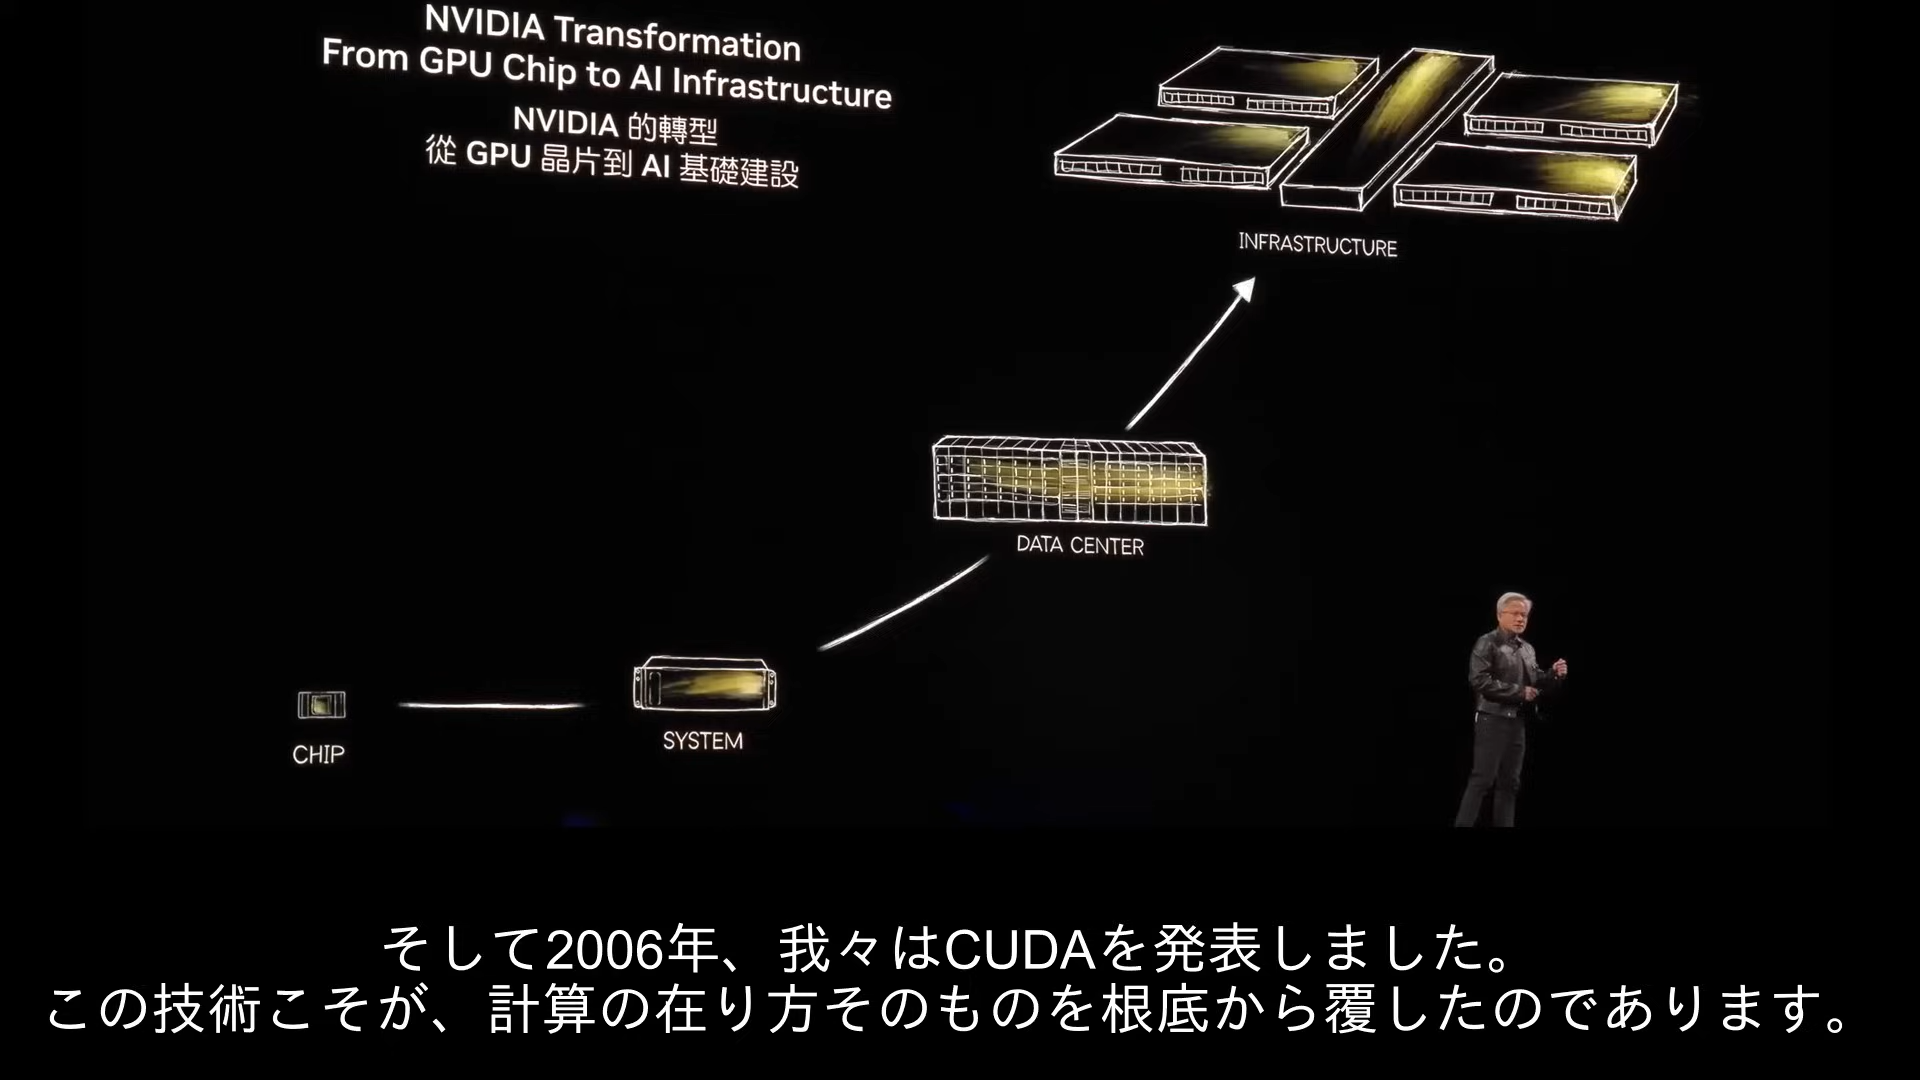 NVIDIA Transformation
From GPU Chip to AI Infrastructure
NVIDIA 的轉型
從 GPU 晶片到 AI 基礎建設
INFRASTRUCTURE
DATA CENTER
SYSTEM
CHIP
そして2006年、我々はCUDAを発表しました。
この技術こそが、計算の在り方そのものを根底から覆したのであります。